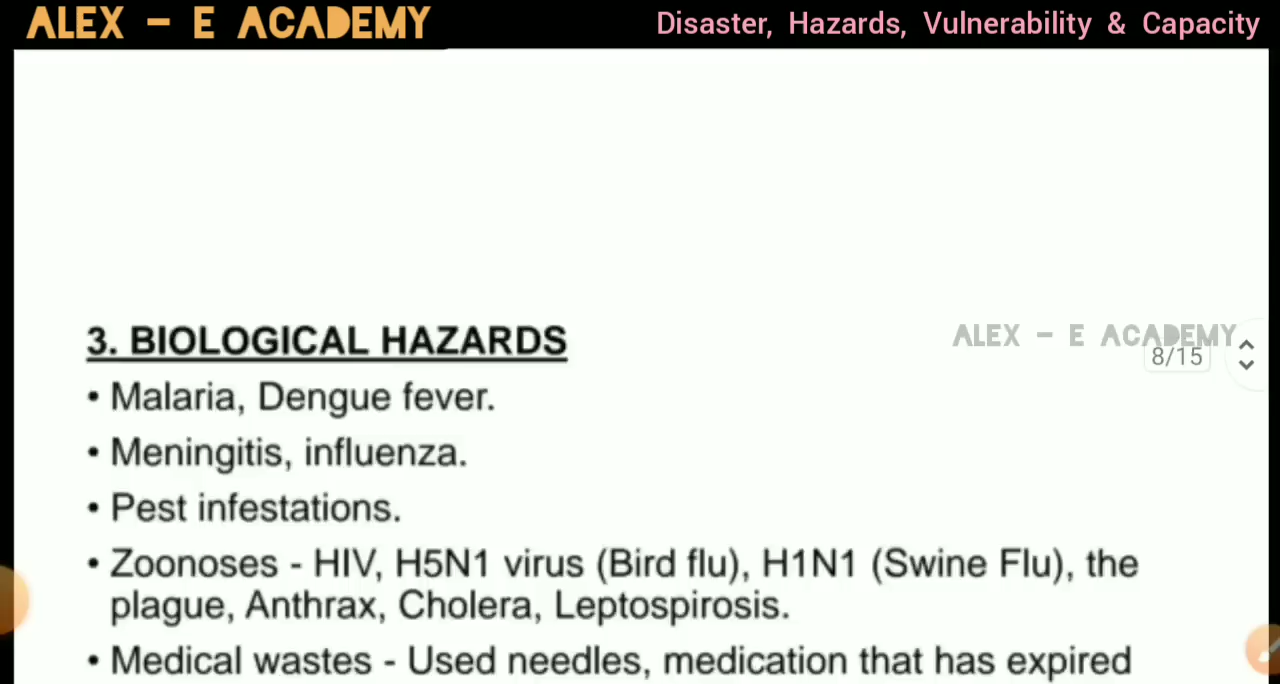 ALEX - E ACADEMY
Disaster, Hazards, Vulnerability & Capacity
3. BIOLOGICAL HAZARDS
ALEX - E ACADEMY
8/15
• Malaria, Dengue fever.
• Meningitis, influenza.
• Pest infestations.
• Zoonoses - HIV, H5N1 virus (Bird flu), H1N1 (Swine Flu), the
plague, Anthrax, Cholera, Leptospirosis.
• Medical wastes - Used needles, medication that has expired